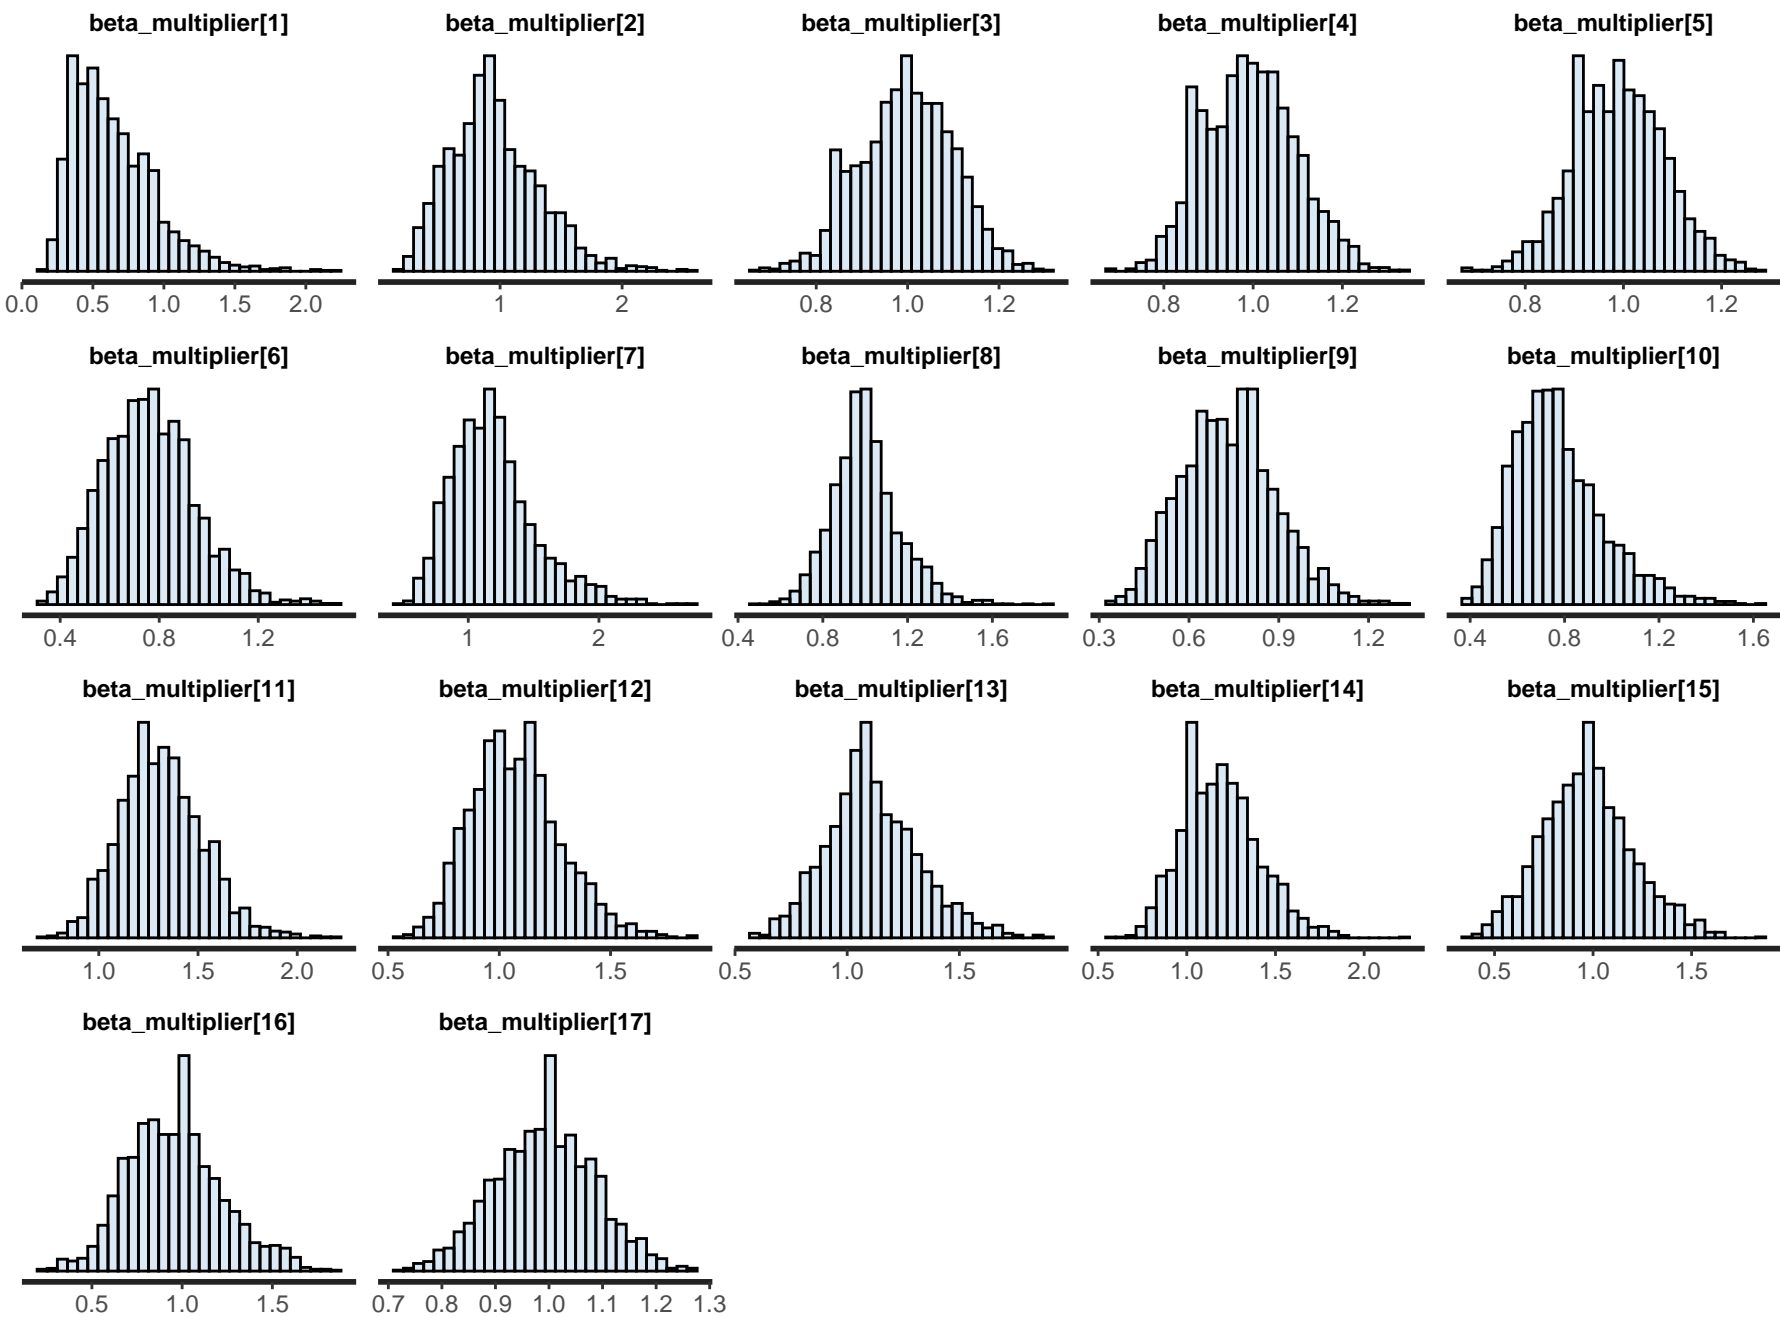 beta_multiplier[1] beta_multiplier[2] beta_multiplier[3] beta_multiplier[4] beta_multiplier[5]
0.0 0.5 1.0 1.5 2.0 1 2 0.8 1.0 1.2 0.8 1.0 1.2 0.8 1.0 1.2
beta_multiplier[6] beta_multiplier[7] beta_multiplier[8] beta_multiplier[9] beta_multiplier[10]
0.4 0.8 1.2 1 2 0.4 0.8 1.2 1.6 0.3 0.6 0.9 1.2 0.4 0.8 1.2 1.6
beta_multiplier[11] beta_multiplier[12] beta_multiplier[13] beta_multiplier[14] beta_multiplier[15]
1.0 1.5 2.0 0.5 1.0 1.5 0.5 1.0 1.5 0.5 1.0 1.5 2.0 0.5 1.0 1.5
beta_multiplier[16] beta_multiplier[17]
0.5 1.0 1.5 0.7 0.8 0.9 1.0 1.1 1.2 1.3